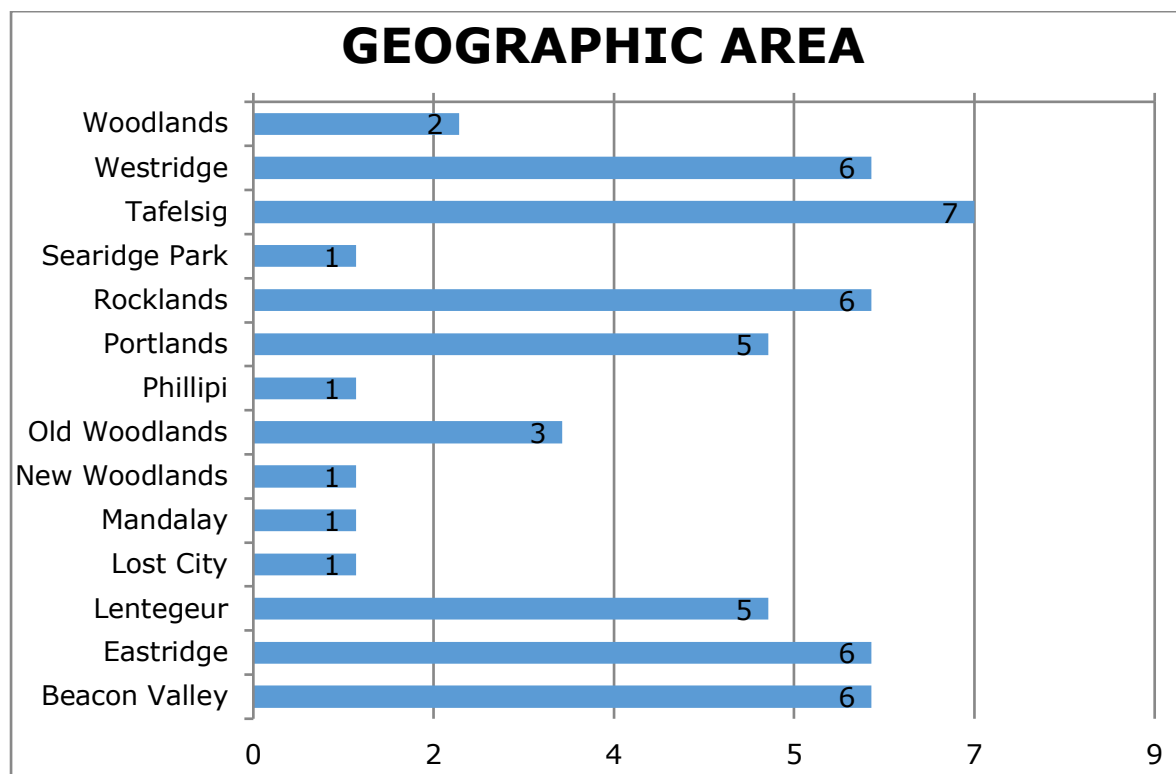 GEOGRAPHIC AREA
Woodlands 2
Westridge 6
Tafelsig 7
Searidge Park 1
Rocklands 6
Portlands 5
Phillipi 1
Old Woodlands 3
New Woodlands 1
Mandalay 1
Lost City 1
Lentegeur 5
Eastridge 6
Beacon Valley 6
0 2 4 5 7 9